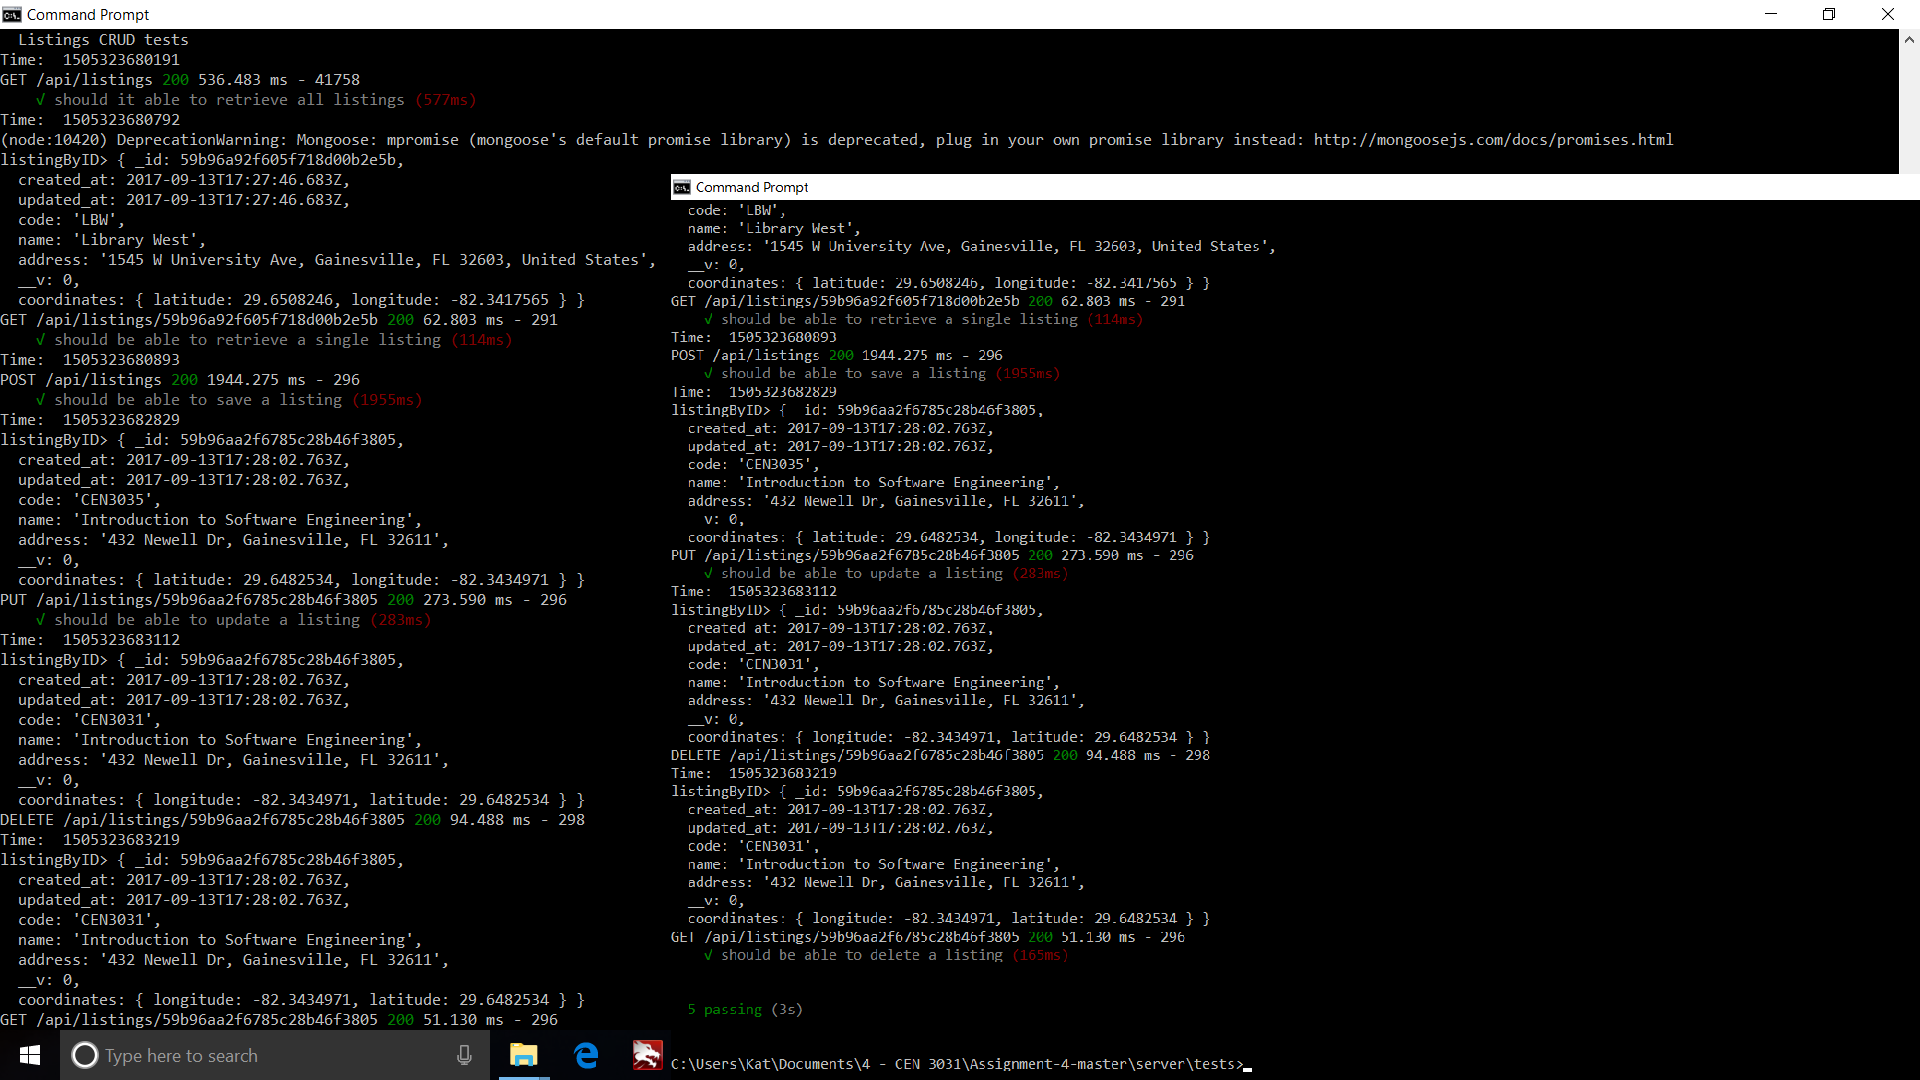 Command Prompt
Listings CRUD tests
Time:  1505323680191
GET /api/listings 200 536.483 ms - 41758
√ should it able to retrieve all listings (577ms)
Time:  1505323680792
(node:10420) DeprecationWarning: Mongoose: mpromise (mongoose's default promise library) is deprecated, plug in your own promise library instead: http://mongoosejs.com/docs/promises.html
listingByID> { _id: 59b96a92f605f718d00b2e5b,
created_at: 2017-09-13T17:27:46.683Z,
updated_at: 2017-09-13T17:27:46.683Z,
code: 'LBW',
name: 'Library West',
address: '1545 W University Ave, Gainesville, FL 32603, United States',
__v: 0,
coordinates: { latitude: 29.6508246, longitude: -82.3417565 } }
GET /api/listings/59b96a92f605f718d00b2e5b 200 62.803 ms - 291
√ should be able to retrieve a single listing (114ms)
Time:  1505323680893
POST /api/listings 200 1944.275 ms - 296
√ should be able to save a listing (1955ms)
Time:  1505323682829
listingByID> { _id: 59b96aa2f6785c28b46f3805,
created_at: 2017-09-13T17:28:02.763Z,
updated_at: 2017-09-13T17:28:02.763Z,
code: 'CEN3035',
name: 'Introduction to Software Engineering',
address: '432 Newell Dr, Gainesville, FL 32611',
__v: 0,
coordinates: { latitude: 29.6482534, longitude: -82.3434971 } }
PUT /api/listings/59b96aa2f6785c28b46f3805 200 273.590 ms - 296
√ should be able to update a listing (283ms)
Time:  1505323683112
listingByID> { _id: 59b96aa2f6785c28b46f3805,
created_at: 2017-09-13T17:28:02.763Z,
updated_at: 2017-09-13T17:28:02.763Z,
code: 'CEN3031',
name: 'Introduction to Software Engineering',
address: '432 Newell Dr, Gainesville, FL 32611',
__v: 0,
coordinates: { longitude: -82.3434971, latitude: 29.6482534 } }
DELETE /api/listings/59b96aa2f6785c28b46f3805 200 94.488 ms - 298
Time:  1505323683219
listingByID> { _id: 59b96aa2f6785c28b46f3805,
created_at: 2017-09-13T17:28:02.763Z,
updated_at: 2017-09-13T17:28:02.763Z,
code: 'CEN3031',
name: 'Introduction to Software Engineering',
address: '432 Newell Dr, Gainesville, FL 32611',
__v: 0,
coordinates: { longitude: -82.3434971, latitude: 29.6482534 } }
GET /api/listings/59b96aa2f6785c28b46f3805 200 51.130 ms - 296
Type here to search
Command Prompt
code: 'LBW',
name: 'Library West',
address: '1545 W University Ave, Gainesville, FL 32603, United States',
__v: 0,
coordinates: { latitude: 29.6508246, longitude: -82.3417565 } }
GET /api/listings/59b96a92f605f718d00b2e5b 200 62.803 ms - 291
√ should be able to retrieve a single listing (114ms)
Time:  1505323680893
POST /api/listings 200 1944.275 ms - 296
√ should be able to save a listing (1955ms)
Time:  1505323682829
listingByID> { _id: 59b96aa2f6785c28b46f3805,
created_at: 2017-09-13T17:28:02.763Z,
updated_at: 2017-09-13T17:28:02.763Z,
code: 'CEN3035',
name: 'Introduction to Software Engineering',
address: '432 Newell Dr, Gainesville, FL 32611',
__v: 0,
coordinates: { latitude: 29.6482534, longitude: -82.3434971 } }
PUT /api/listings/59b96aa2f6785c28b46f3805 200 273.590 ms - 296
√ should be able to update a listing (283ms)
Time:  1505323683112
listingByID> { _id: 59b96aa2f6785c28b46f3805,
created_at: 2017-09-13T17:28:02.763Z,
updated_at: 2017-09-13T17:28:02.763Z,
code: 'CEN3031',
name: 'Introduction to Software Engineering',
address: '432 Newell Dr, Gainesville, FL 32611',
__v: 0,
coordinates: { longitude: -82.3434971, latitude: 29.6482534 } }
DELETE /api/listings/59b96aa2f6785c28b46f3805 200 94.488 ms - 298
Time:  1505323683219
listingByID> { _id: 59b96aa2f6785c28b46f3805,
created_at: 2017-09-13T17:28:02.763Z,
updated_at: 2017-09-13T17:28:02.763Z,
code: 'CEN3031',
name: 'Introduction to Software Engineering',
address: '432 Newell Dr, Gainesville, FL 32611',
__v: 0,
coordinates: { longitude: -82.3434971, latitude: 29.6482534 } }
GET /api/listings/59b96aa2f6785c28b46f3805 200 51.130 ms - 296
√ should be able to delete a listing (165ms)
5 passing (3s)
C:\Users\Kat\Documents\4 - CEN 3031\Assignment-4-master\server\tests>